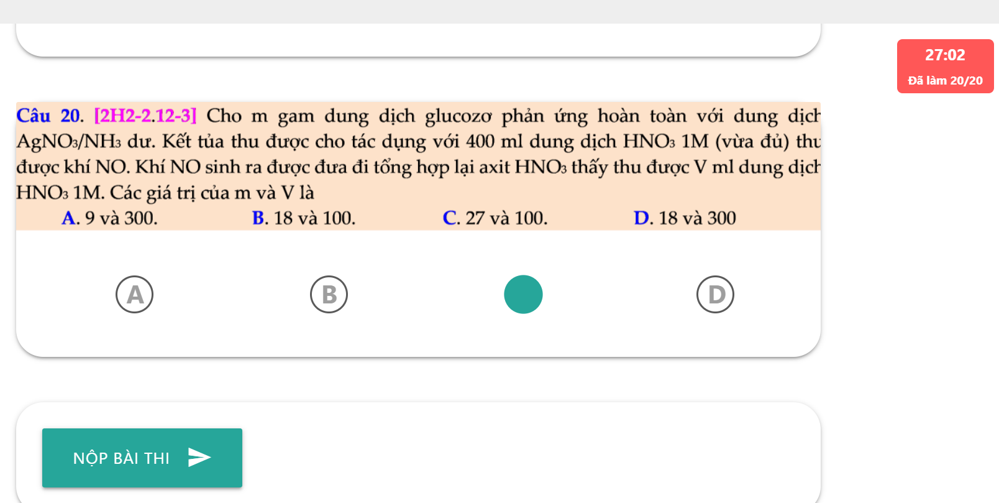 27:02
Đã làm 20/20
Câu 20. [2H2-2.12-3] Cho m gam dung dịch glucozơ phản ứng hoàn toàn với dung dịch
AgNO₃/NH₃ dư. Kết tủa thu được cho tác dụng với 400 ml dung dịch HNO₃ 1M (vừa đủ) thu
được khí NO. Khí NO sinh ra được đưa đi tổng hợp lại axit HNO₃ thấy thu được V ml dung dịch
HNO₃ 1M. Các giá trị của m và V là
A. 9 và 300. B. 18 và 100. C. 27 và 100. D. 18 và 300
A B D
NỘP BÀI THI